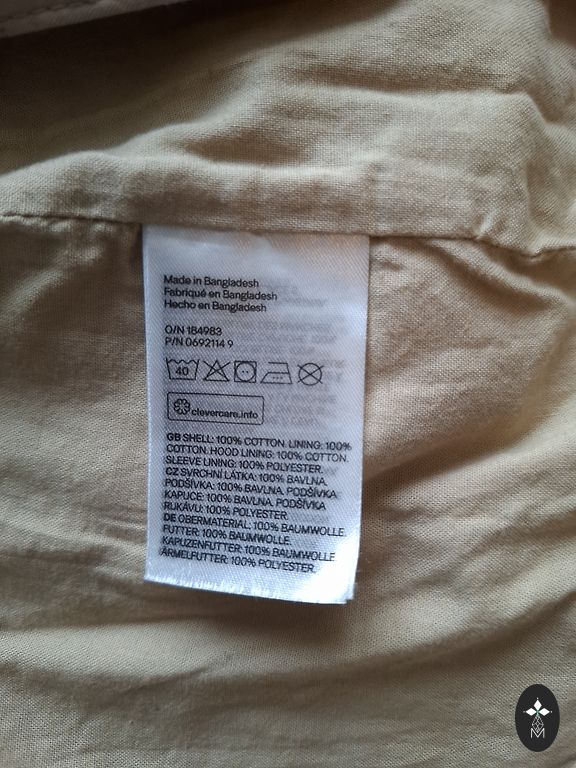 Made in Bangladesh
Fabriqué en Bangladesh
Hecho en Bangladesh
O/N 184983
P/N 0692114 9
40
clevercare.info
GB SHELL: 100% COTTON. LINING: 100%
COTTON. HOOD LINING: 100% COTTON.
SLEEVE LINING: 100% POLYESTER.
CZ SVRCHNÍ LÁTKA: 100% BAVLNA.
PODŠÍVKA: 100% BAVLNA. PODŠÍVKA
KAPUCE: 100% BAVLNA. PODŠÍVKA
RUKÁVU: 100% POLYESTER.
DE OBERMATERIAL: 100% BAUMWOLLE.
FUTTER: 100% BAUMWOLLE.
KAPUZENFUTTER: 100% BAUMWOLLE.
ÄRMELFUTTER: 100% POLYESTER.